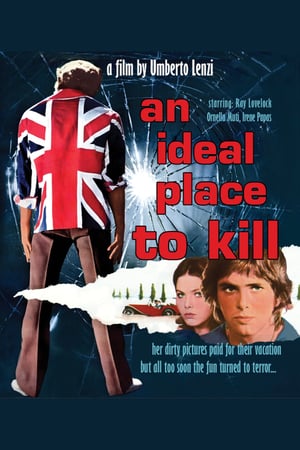 a film by Umberto Lenzi
an
ideal
place
to kill
starring: Ray Lovelock
Ornella Muti, Irene Papas
her dirty pictures paid for their vacation
but all too soon the fun turned to terror...